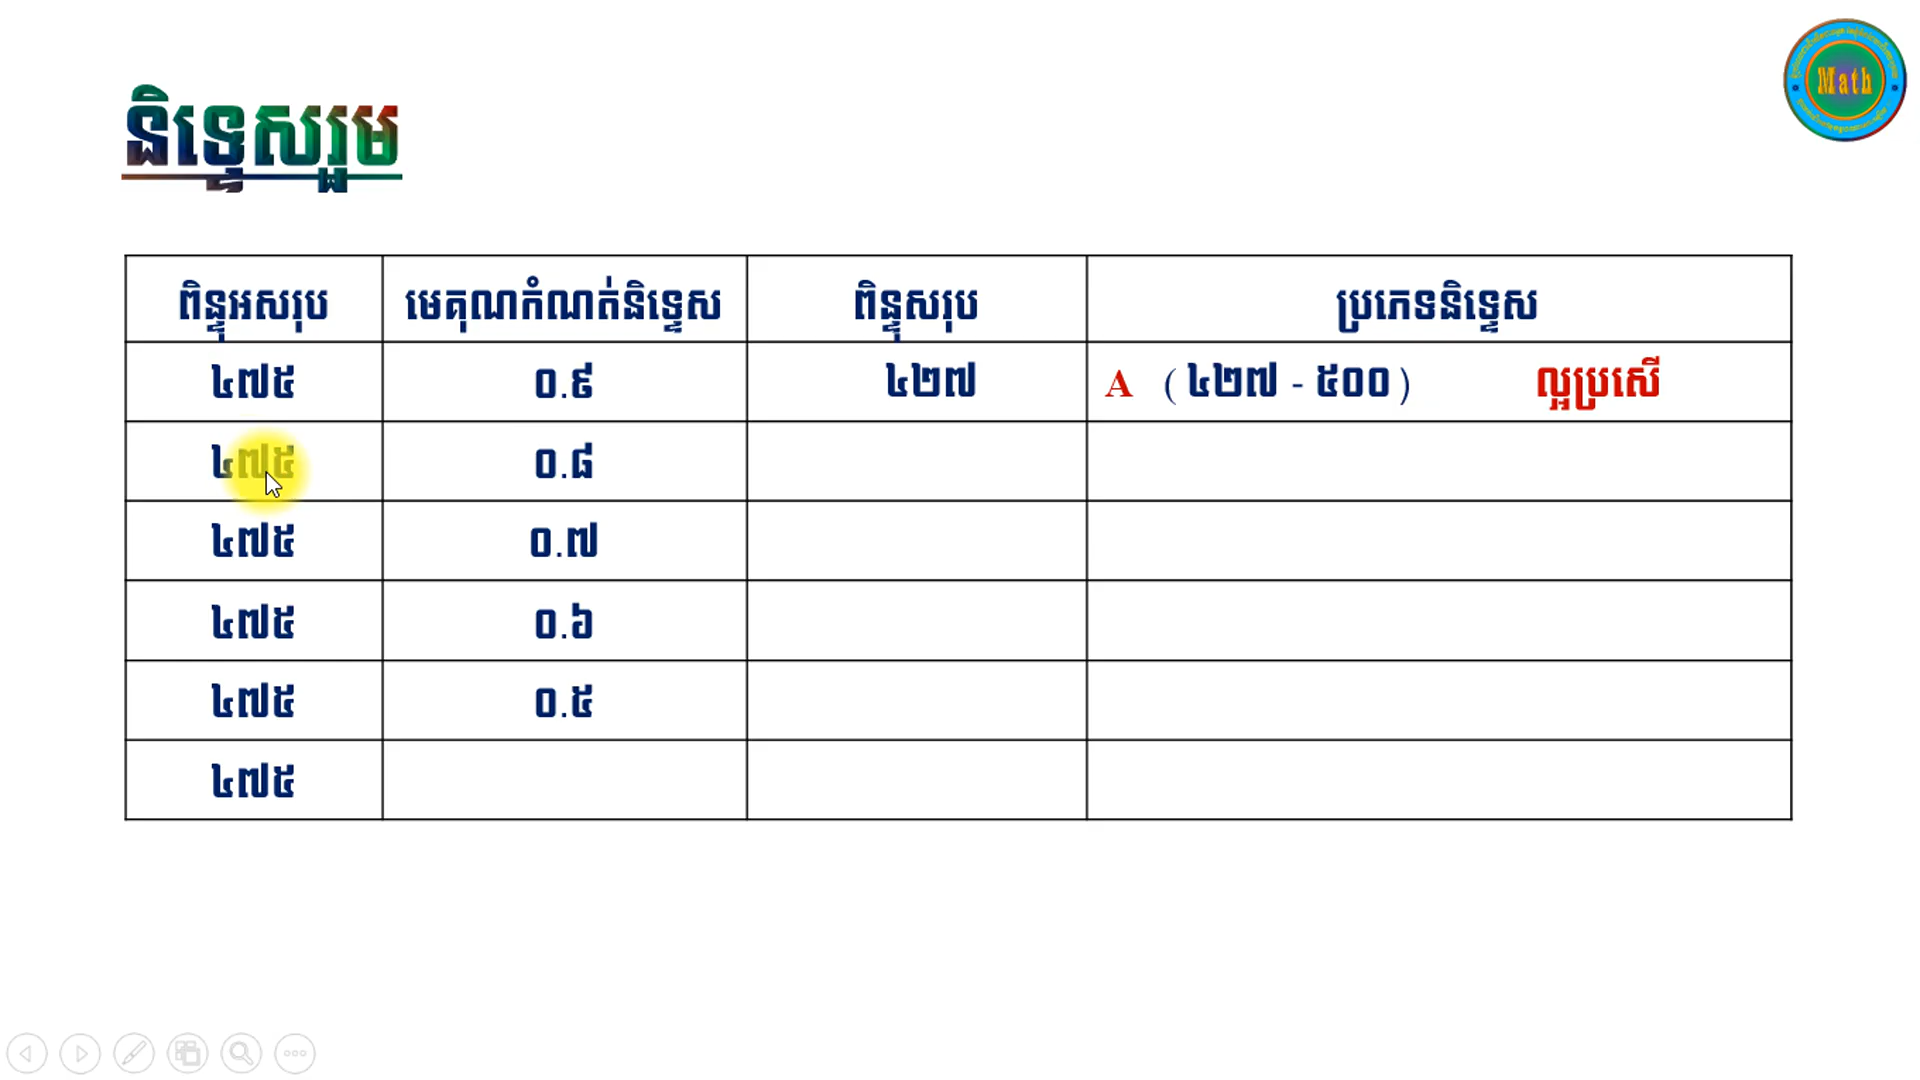 និទ្ទេសរួម
Math
ពិន្ទុអសរុប មេគុណកំណត់និទ្ទេស ពិន្ទុសរុប ប្រភេទនិទ្ទេស
៤៧៥ ០.៩ ៤២៧ A (៤២៧ - ៥០០) ល្អប្រសើ
៤៧៥ ០.៨
៤៧៥ ០.៧
៤៧៥ ០.៦
៤៧៥ ០.៥
៤៧៥